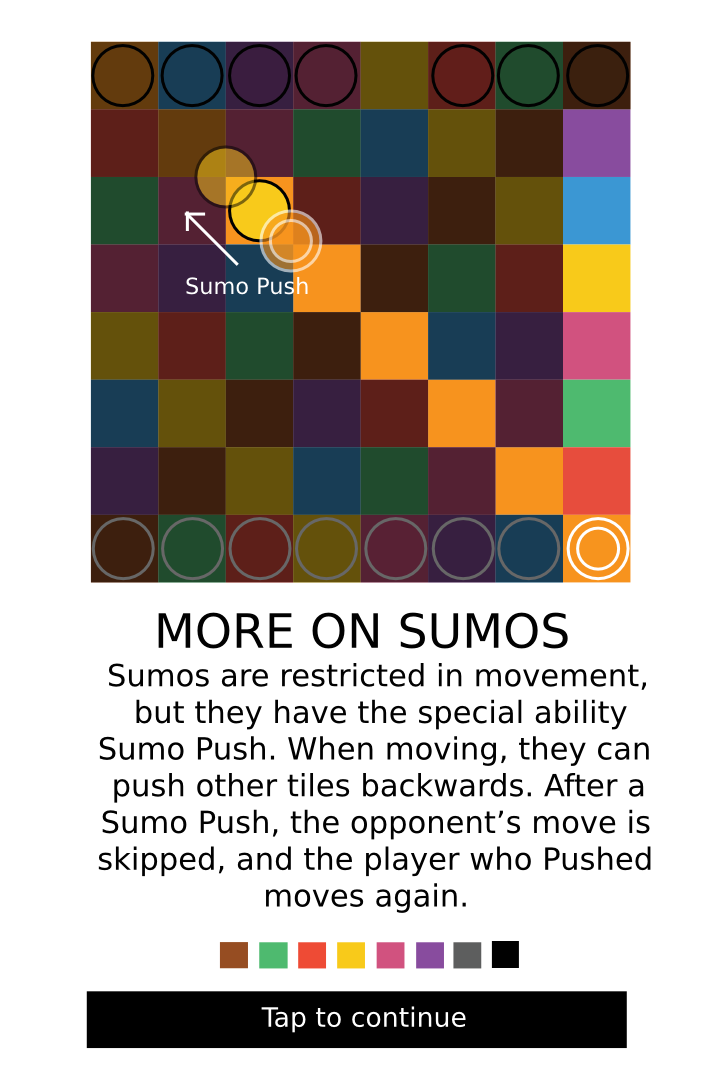 Sumo Push
MORE ON SUMOS
Sumos are restricted in movement,
but they have the special ability
Sumo Push. When moving, they can
push other tiles backwards. After a
Sumo Push, the opponent’s move is
skipped, and the player who Pushed
moves again.
Tap to continue